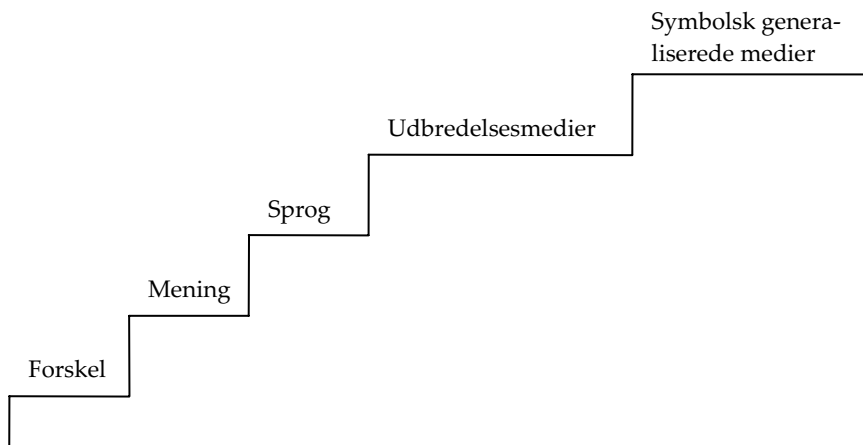 Symbolsk genera-
liserede medier
Udbredelsesmedier
Sprog
Mening
Forskel